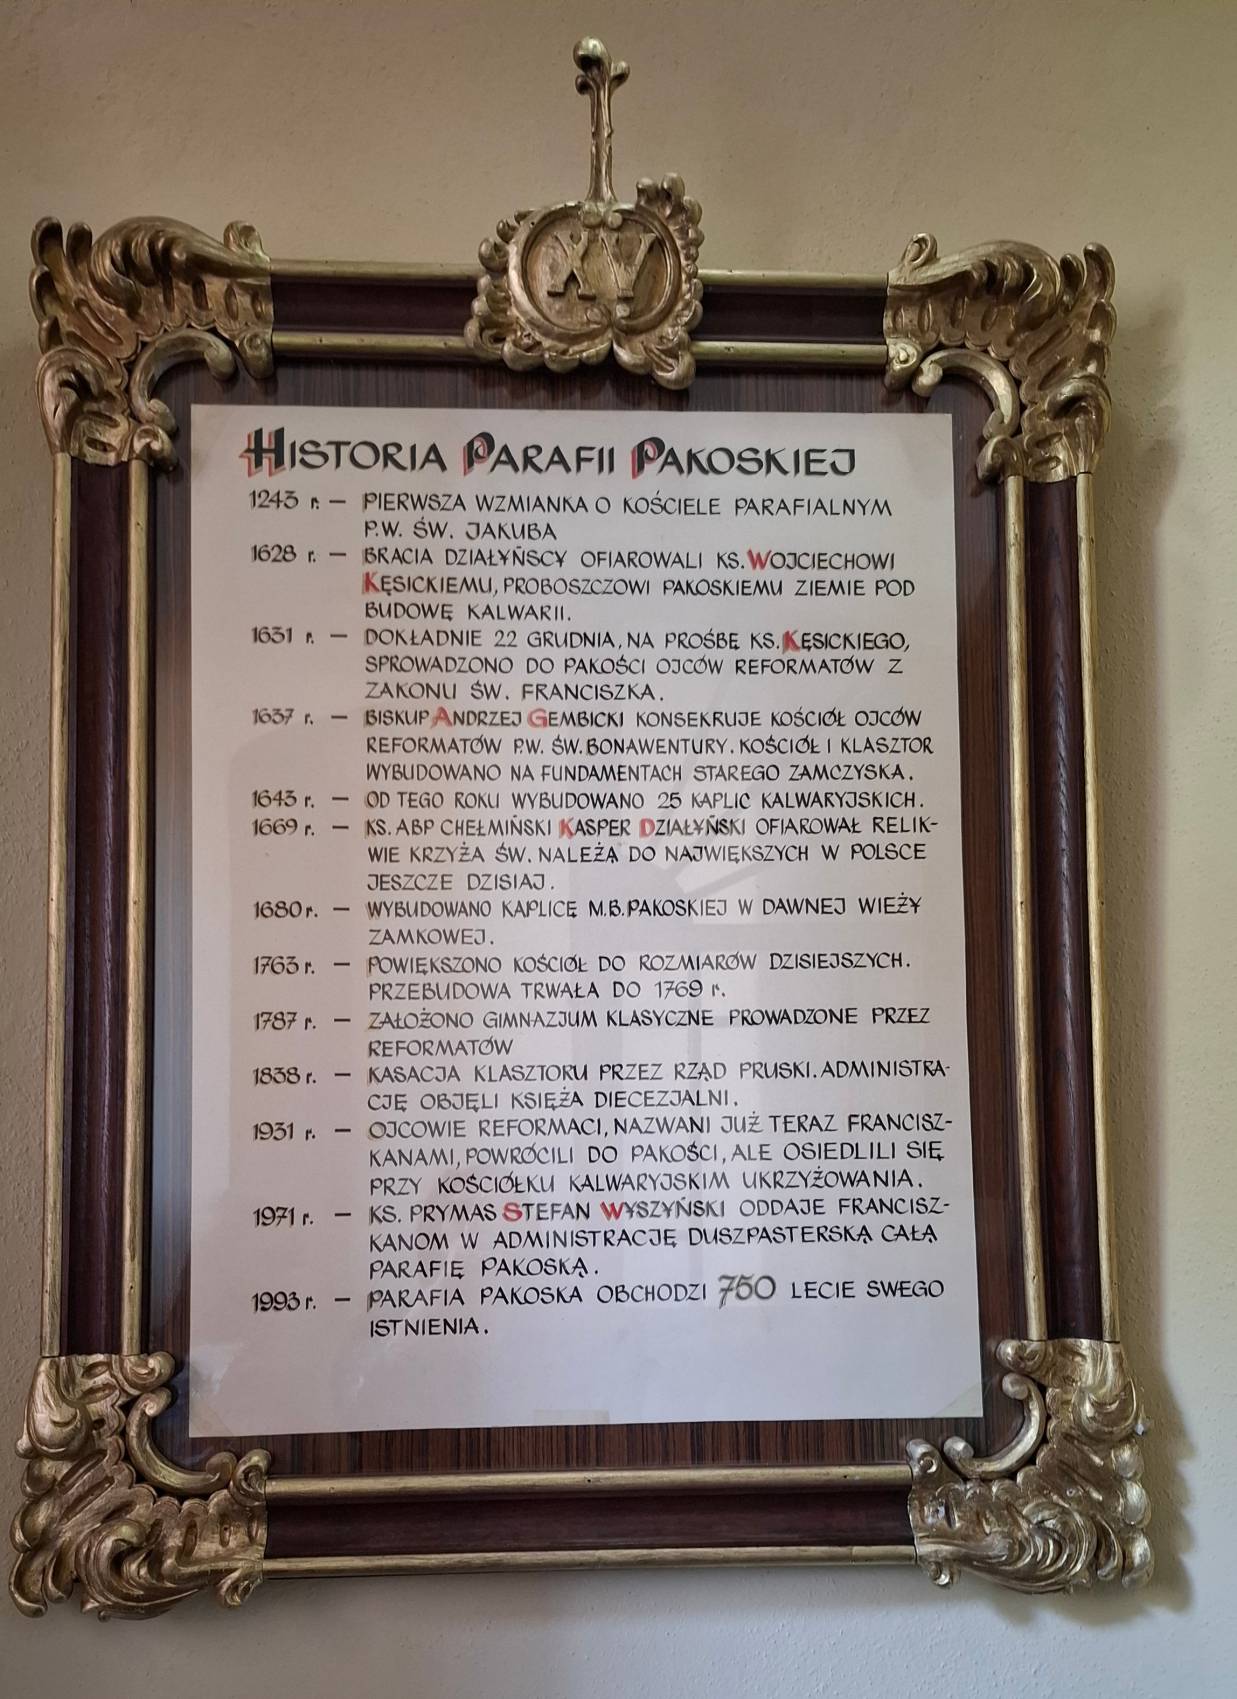 XV
HISTORIA PARAFII PAKOSKIEJ
1243 r. — PIERWSZA WZMIANKA O KOŚCIELE PARAFIALNYM
P.W. ŚW. JAKUBA
1628 r. — BRACIA DZIAŁYŃSCY OFIAROWALI KS. WOJCIECHOWI
KĘSICKIEMU, PROBOSZCZOWI PAKOSKIEMU ZIEMIE POD
BUDOWĘ KALWARII.
1631 r. — DOKŁADNIE 22 GRUDNIA, NA PROŚBĘ KS. KĘSICKIEGO,
SPROWADZONO DO PAKOŚCI OJCÓW REFORMATÓW Z
ZAKONU ŚW. FRANCISZKA.
1637 r. — BISKUP ANDRZEJ GEMBICKI KONSEKRUJE KOŚCIÓŁ OJCÓW
REFORMATÓW P.W. ŚW. BONAWENTURY. KOŚCIÓŁ I KLASZTOR
WYBUDOWANO NA FUNDAMENTACH STAREGO ZAMCZYSKA.
1643 r. — OD TEGO ROKU WYBUDOWANO 25 KAPLIC KALWARYJSKICH.
1669 r. — KS. ABP CHEŁMIŃSKI KASPER DZIAŁYŃSKI OFIAROWAŁ RELIK-
WIE KRZYŻA ŚW. NALEŻĄ DO NAJWIĘKSZYCH W POLSCE
JESZCZE DZISIAJ.
1680 r. — WYBUDOWANO KAPLICĘ M.B. PAKOSKIEJ W DAWNEJ WIEŻY
ZAMKOWEJ.
1763 r. — POWIĘKSZONO KOŚCIÓŁ DO ROZMIARÓW DZISIEJSZYCH.
PRZEBUDOWA TRWAŁA DO 1769 r.
1787 r. — ZAŁOŻONO GIMNAZJUM KLASYCZNE PROWADZONE PRZEZ
REFORMATÓW
1838 r. — KASACJA KLASZTORU PRZEZ RZĄD PRUSKI. ADMINISTRA-
CJĘ OBJĘLI KSIĘŻA DIECEZJALNI.
1931 r. — OJCOWIE REFORMACI, NAZWANI JUŻ TERAZ FRANCISZ-
KANAMI, POWRÓCILI DO PAKOŚCI, ALE OSIEDLILI SIĘ
PRZY KOŚCIÓŁKU KALWARYJSKIM UKRZYŻOWANIA.
1971 r. — KS. PRYMAS STEFAN WYSZYŃSKI ODDAJE FRANCISZ-
KANOM W ADMINISTRACJĘ DUSZPASTERSKĄ CAŁĄ
PARAFIĘ PAKOSKĄ.
1993 r. — PARAFIA PAKOSKA OBCHODZI 750 LECIE SWEGO
ISTNIENIA.